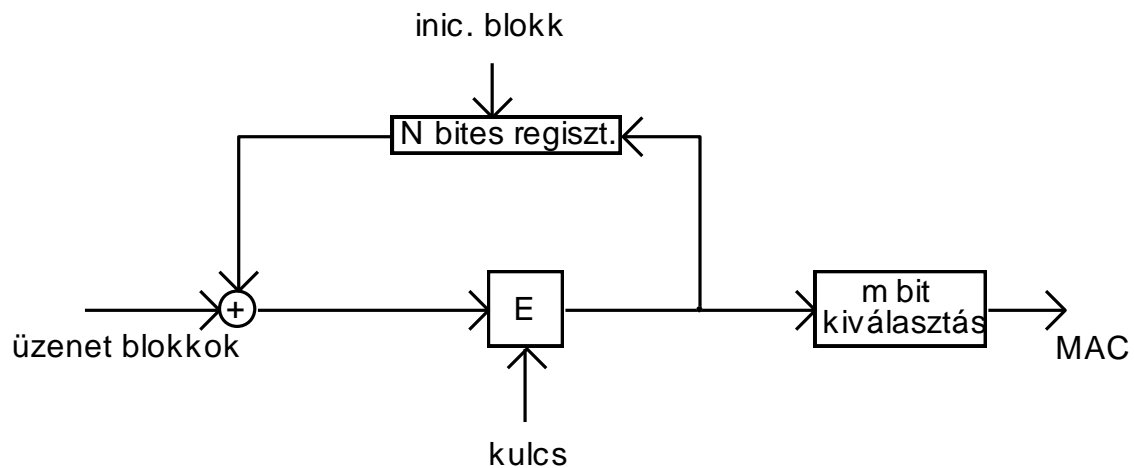 inic. blokk
N bites regiszt.
+
E
m bit
kiválasztás
üzenet blokkok
MAC
kulcs